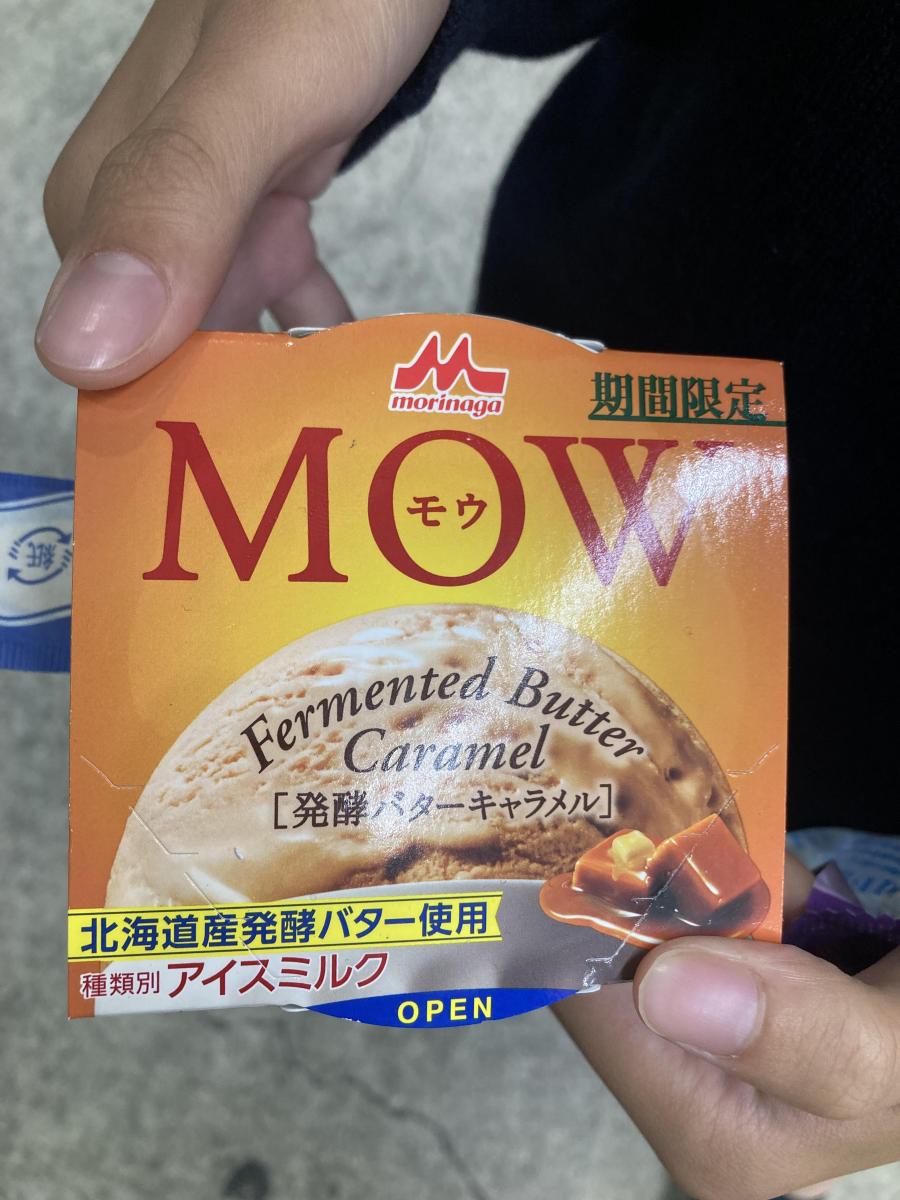 morinaga
期間限定
MOW
モウ
紙
Fermented Butter
Caramel
[発酵バターキャラメル]
北海道産発酵バター使用
種類別 アイスミルク
OPEN